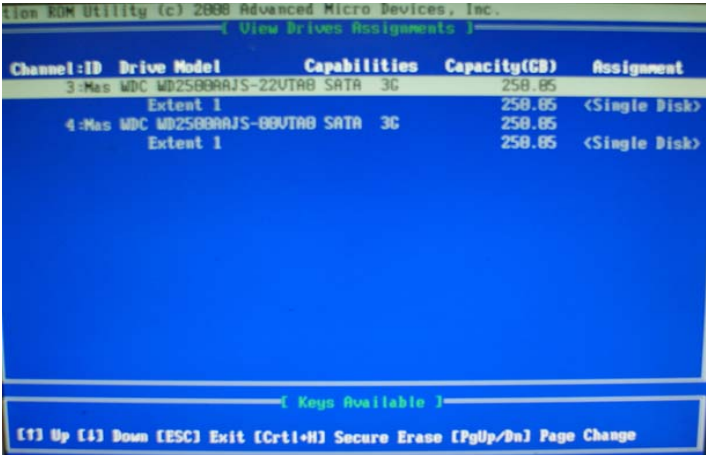 tion ROM Utility (c) 2008 Advanced Micro Devices, Inc.
[ View Drives Assignments ]
Channel:ID Drive Model Capabilities Capacity(GB) Assignment
3:Mas WDC WD2500AAJS-22VTA0 SATA 3G 250.05
Extent 1 250.05 <Single Disk>
4:Mas WDC WD2500AAJS-00VTA0 SATA 3G 250.05
Extent 1 250.05 <Single Disk>
[ Keys Available ]
[↑] Up [↓] Down [ESC] Exit [Crtl+H] Secure Erase [PgUp/Dn] Page Change